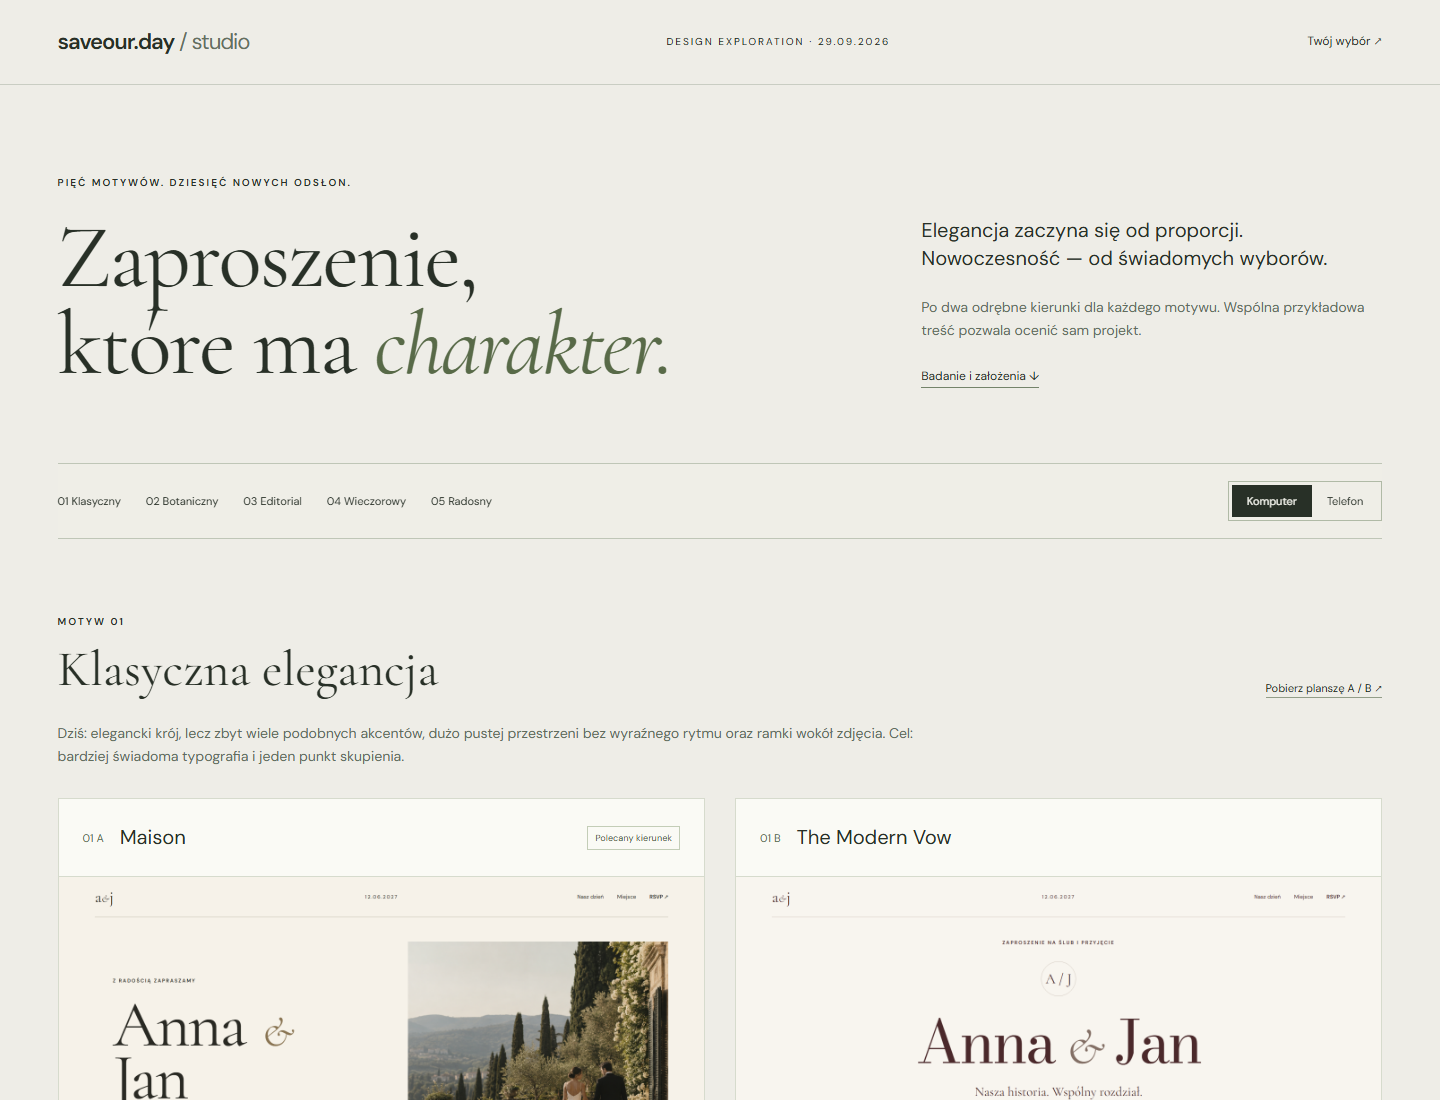 saveour.day / studio
DESIGN EXPLORATION · 29.09.2026
Twój wybór ↗
PIĘĆ MOTYWÓW. DZIESIĘĆ NOWYCH ODSŁON.
Zaproszenie,
które ma charakter.
Elegancja zaczyna się od proporcji.
Nowoczesność — od świadomych wyborów.
Po dwa odrębne kierunki dla każdego motywu. Wspólna przykładowa
treść pozwala ocenić sam projekt.
Badanie i założenia ↓
01 Klasyczny 02 Botaniczny 03 Editorial 04 Wieczorowy 05 Radosny
Komputer Telefon
MOTYW 01
Klasyczna elegancja
Pobierz planszę A / B ↗
Dziś: elegancki krój, lecz zbyt wiele podobnych akcentów, dużo pustej przestrzeni bez wyraźnego rytmu oraz ramki wokół zdjęcia. Cel:
bardziej świadoma typografia i jeden punkt skupienia.
01 A Maison
Polecany kierunek
a&j 12.06.2027 Nasz dzień Miejsce RSVP ↗
Z RADOŚCIĄ ZAPRASZAMY
Anna &
Jan
01 B The Modern Vow
a&j 12.06.2027 Nasz dzień Miejsce RSVP ↗
ZAPROSZENIE NA ŚLUB I PRZYJĘCIE
A / J
Anna & Jan
Nasza historia. Wspólny rozdział.